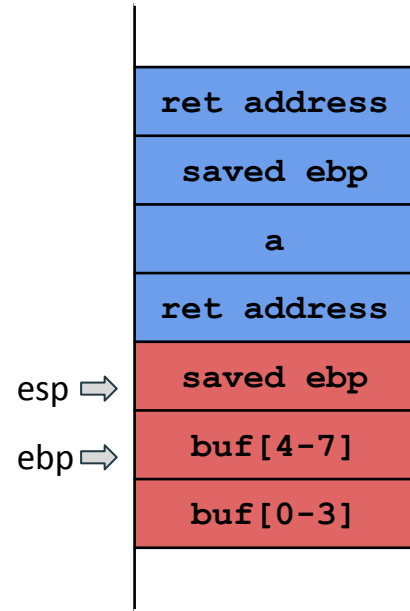 ret address
saved ebp
a
ret address
esp
saved ebp
ebp
buf[4-7]
buf[0-3]